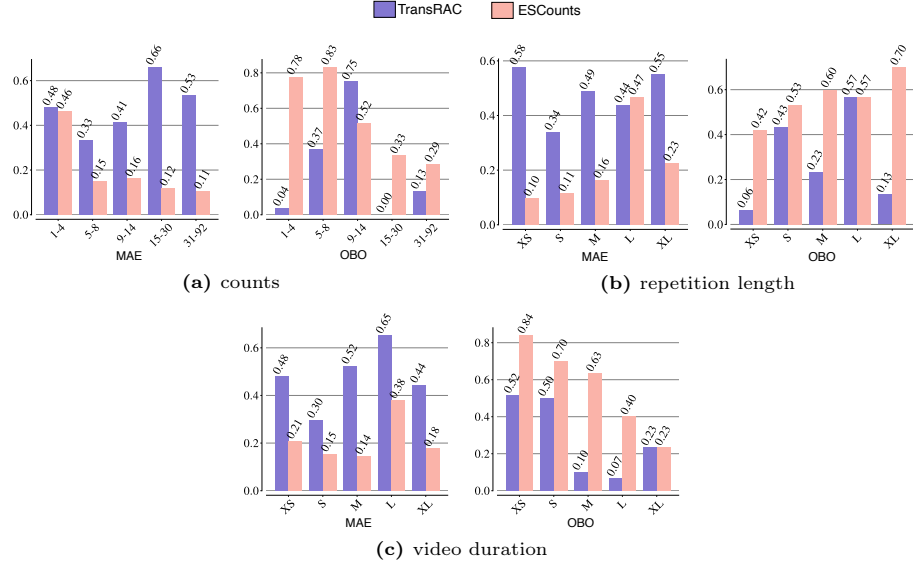 TransRAC ESCounts
0.48 0.46 0.33 0.15 0.41 0.16 0.66 0.12 0.53 0.11
0.6
0.4
0.2
0.0
1-4 5-8 9-14 15-30 31-92
MAE
0.04 0.78 0.37 0.83 0.75 0.52 0.00 0.33 0.13 0.29
0.8
0.6
0.4
0.2
0.0
1-4 5-8 9-14 15-30 31-92
OBO
(a) counts
0.58 0.10 0.34 0.11 0.49 0.16 0.44 0.47 0.55 0.23
0.6
0.4
0.2
0.0
XS S M L XL
MAE
0.06 0.42 0.43 0.53 0.23 0.60 0.57 0.57 0.13 0.70
0.6
0.4
0.2
0.0
XS S M L XL
OBO
(b) repetition length
0.48 0.21 0.30 0.15 0.52 0.14 0.65 0.38 0.44 0.18
0.6
0.4
0.2
0.0
XS S M L XL
MAE
0.52 0.84 0.50 0.70 0.10 0.63 0.07 0.40 0.23 0.23
0.8
0.6
0.4
0.2
0.0
XS S M L XL
OBO
(c) video duration